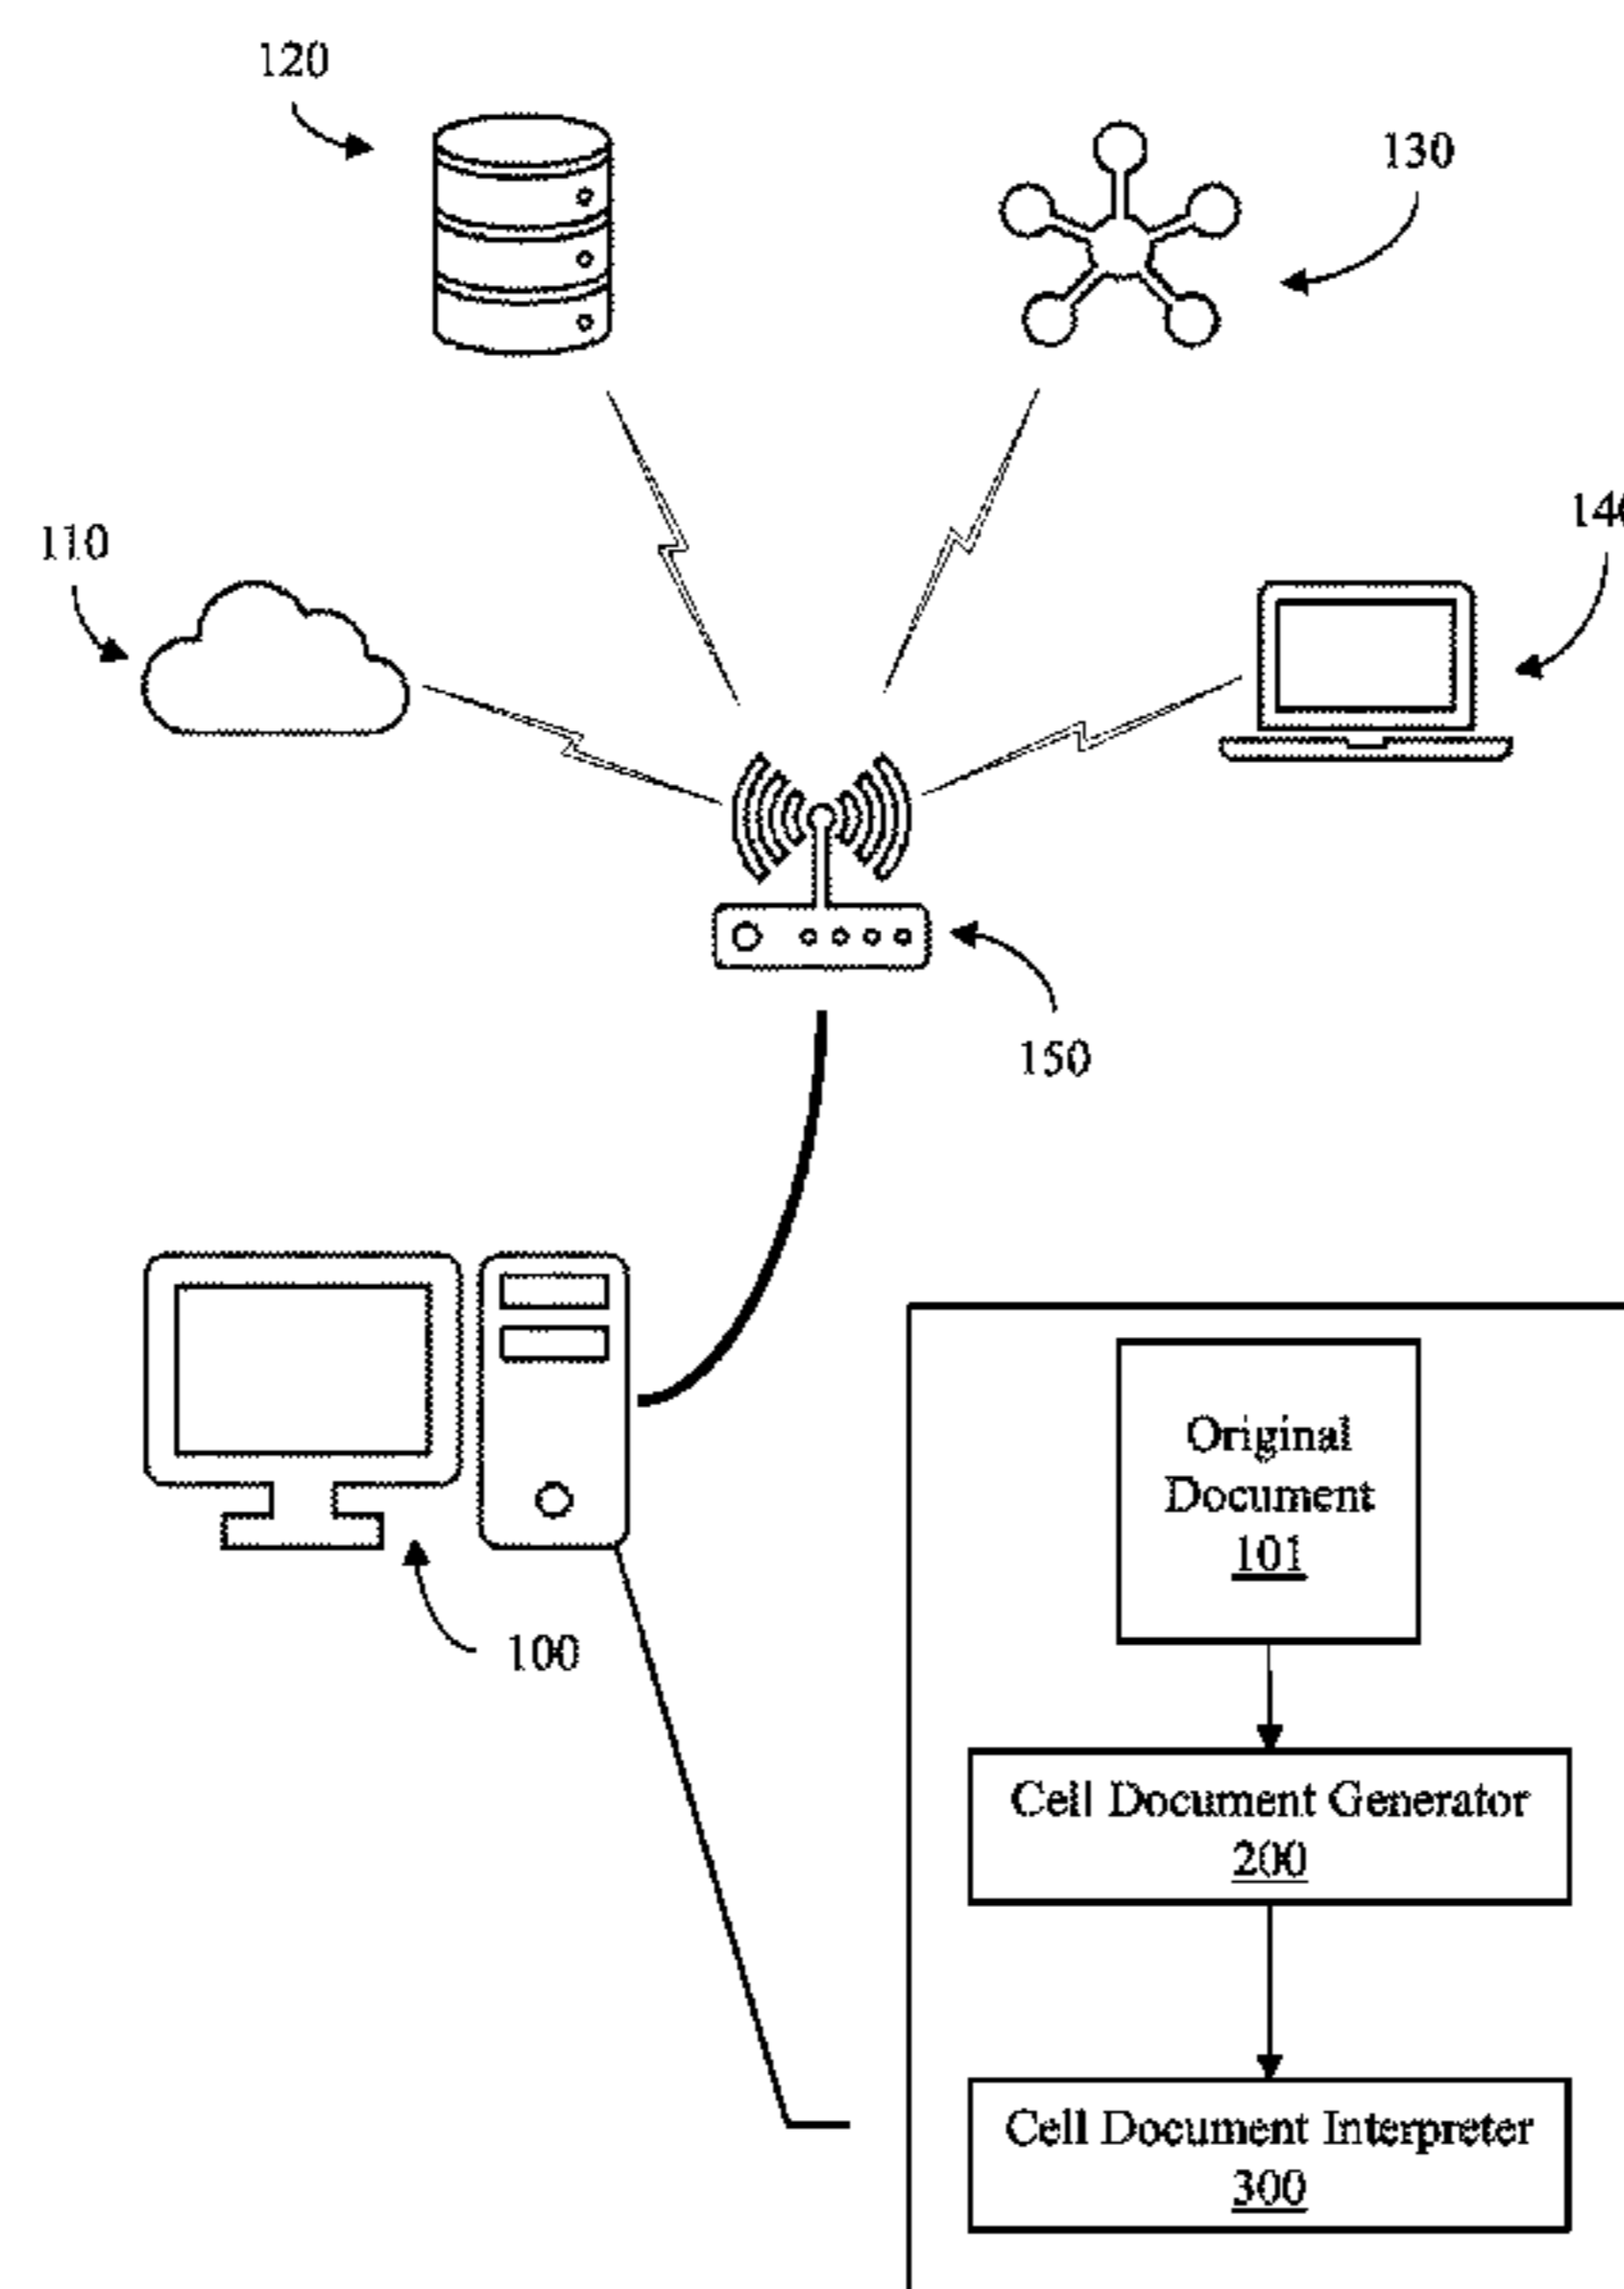 120
130
110
150
100
Original
Document
101
Cell Document Generator
200
Cell Document Interpreter
300